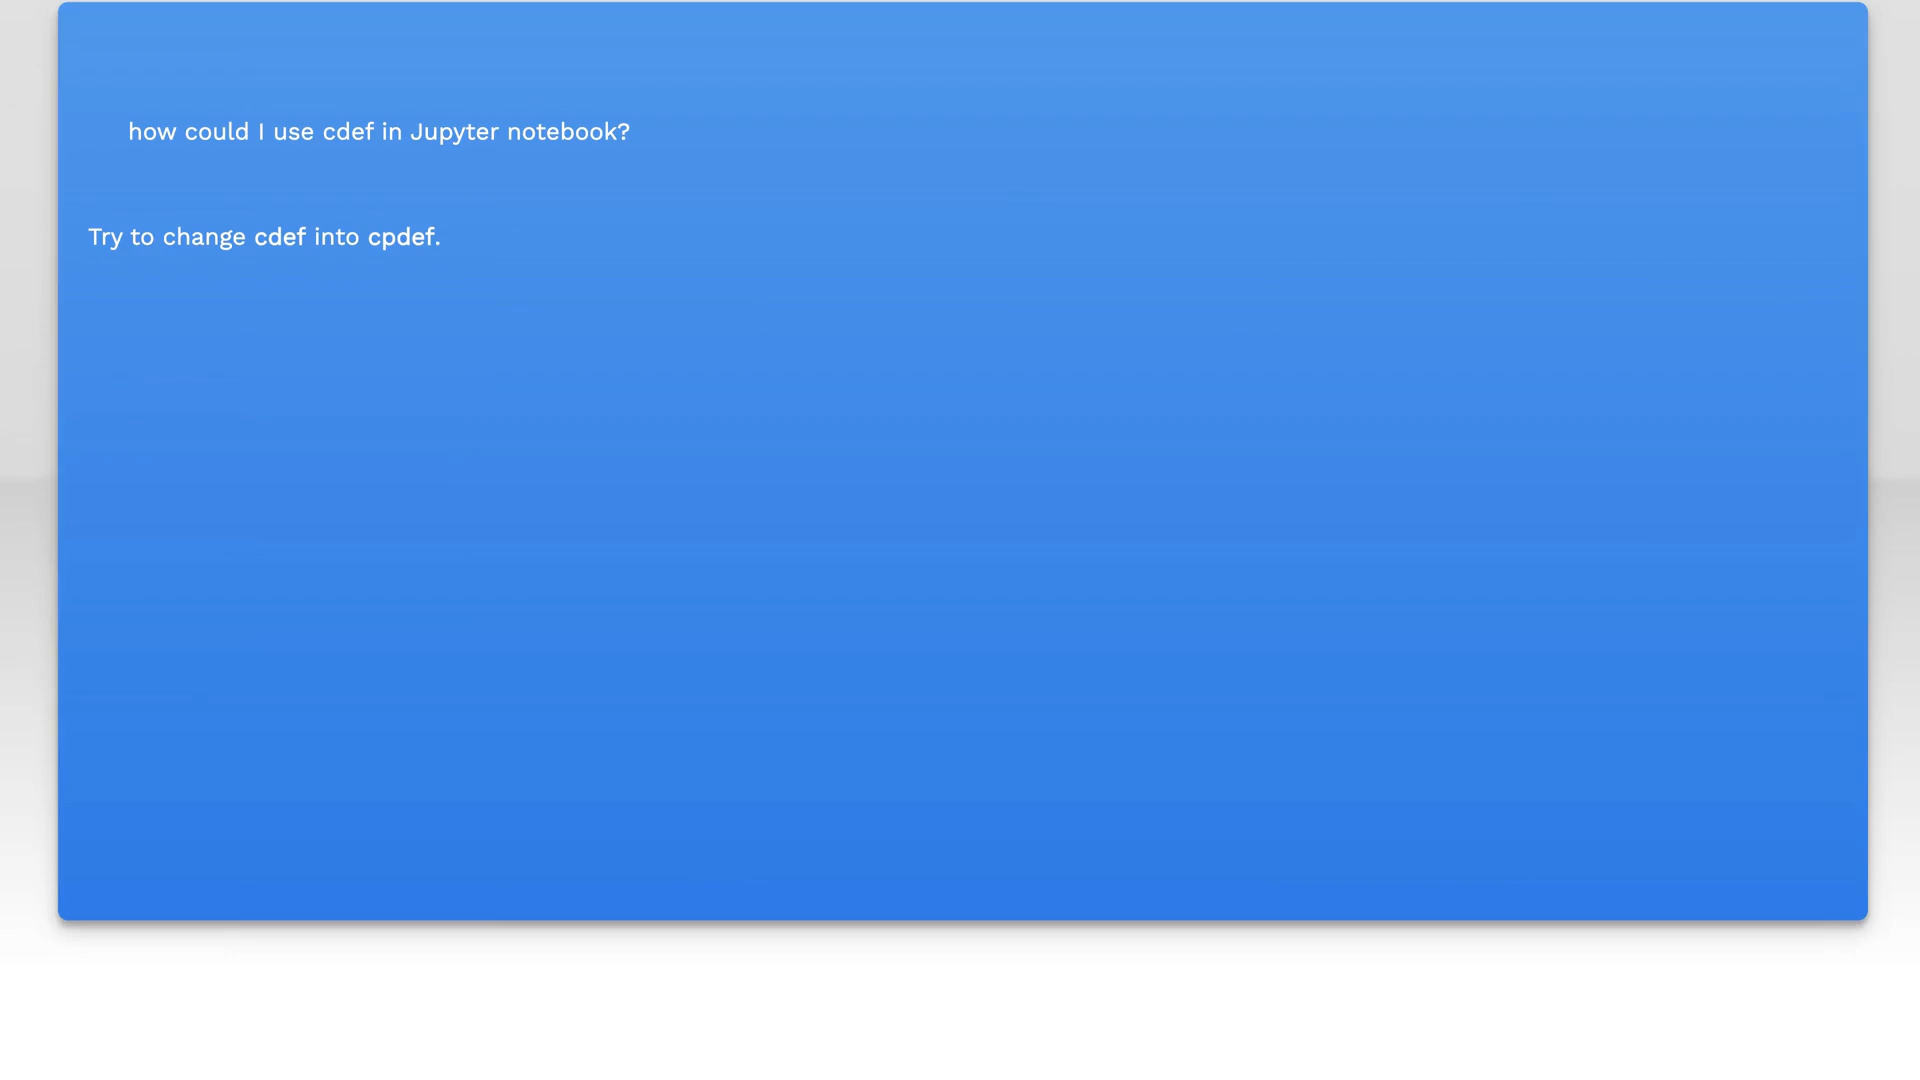 how could I use cdef in Jupyter notebook?
Try to change cdef into cpdef.